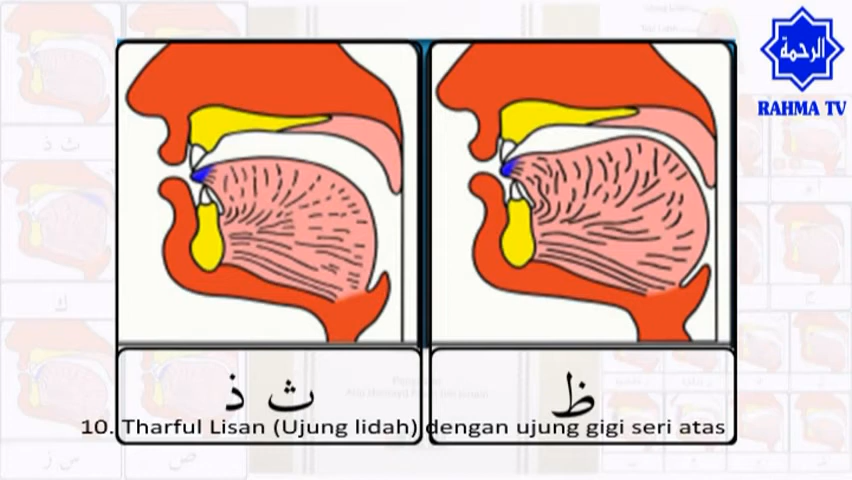 الرحمة
RAHMA TV
ث ذ
ظ
10. Tharful Lisan (Ujung lidah) dengan ujung gigi seri atas